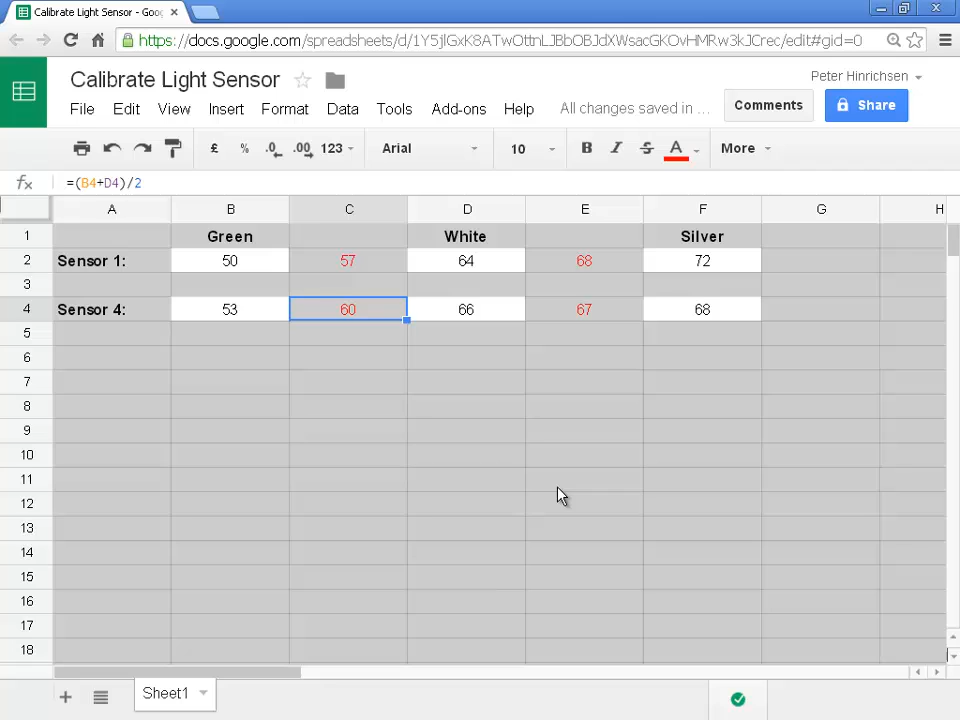 Calibrate Light Sensor - Goo
https://docs.google.com/spreadsheets/d/1Y5jlGxK8ATwOttnLJBbOBJdXWsacGKOvHMRw3kJCrec/edit#gid=0
Calibrate Light Sensor
Peter Hinrichsen
File Edit View Insert Format Data Tools Add-ons Help All changes saved in ... Comments Share
£ % .0 .00 123 Arial 10 B I S A More
fx =(B4+D4)/2
A B C D E F G H
1 Green White Silver
2 Sensor 1: 50 57 64 68 72
3
4 Sensor 4: 53 60 66 67 68
5
6
7
8
9
10
11
12
13
14
15
16
17
18
+ Sheet1